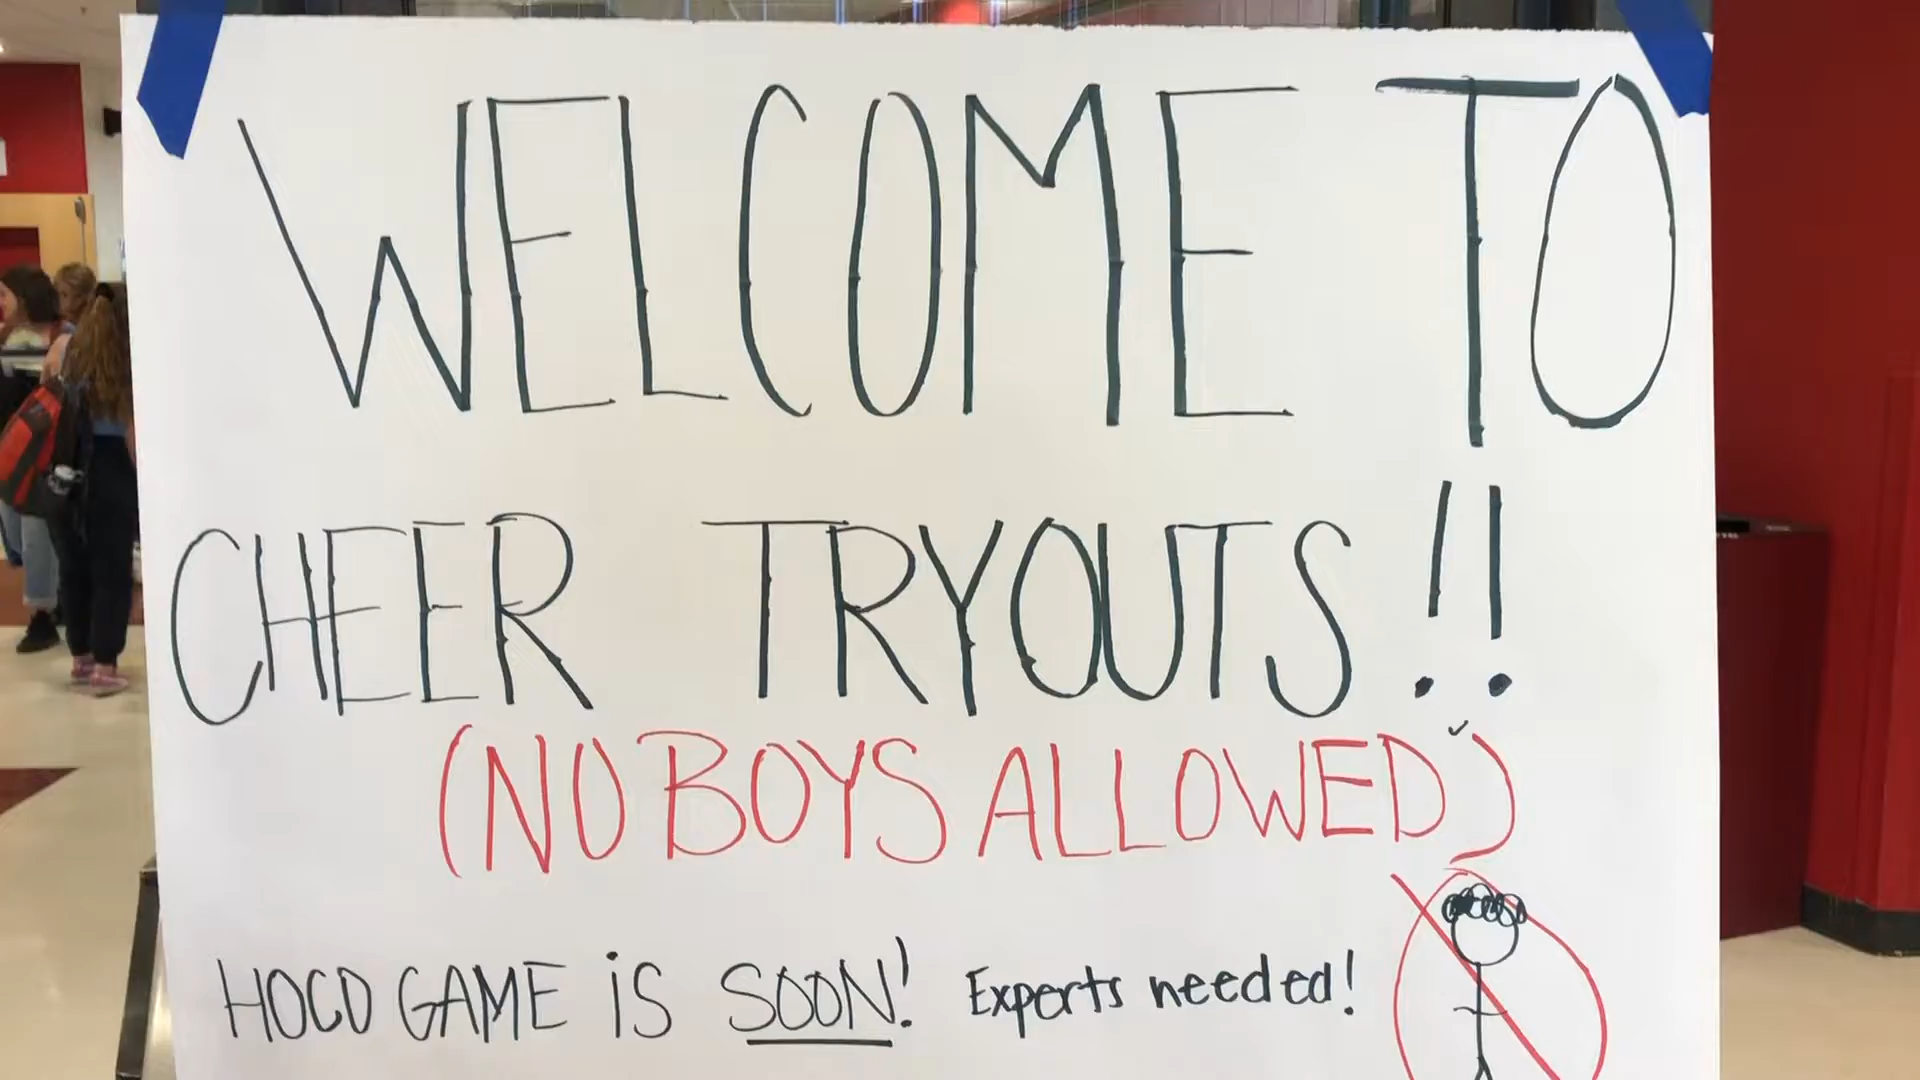 WELCOME TO
CHEER TRYOUTS!!
(NO BOYS ALLOWED)
HOCO GAME iS SOON! Experts needed!